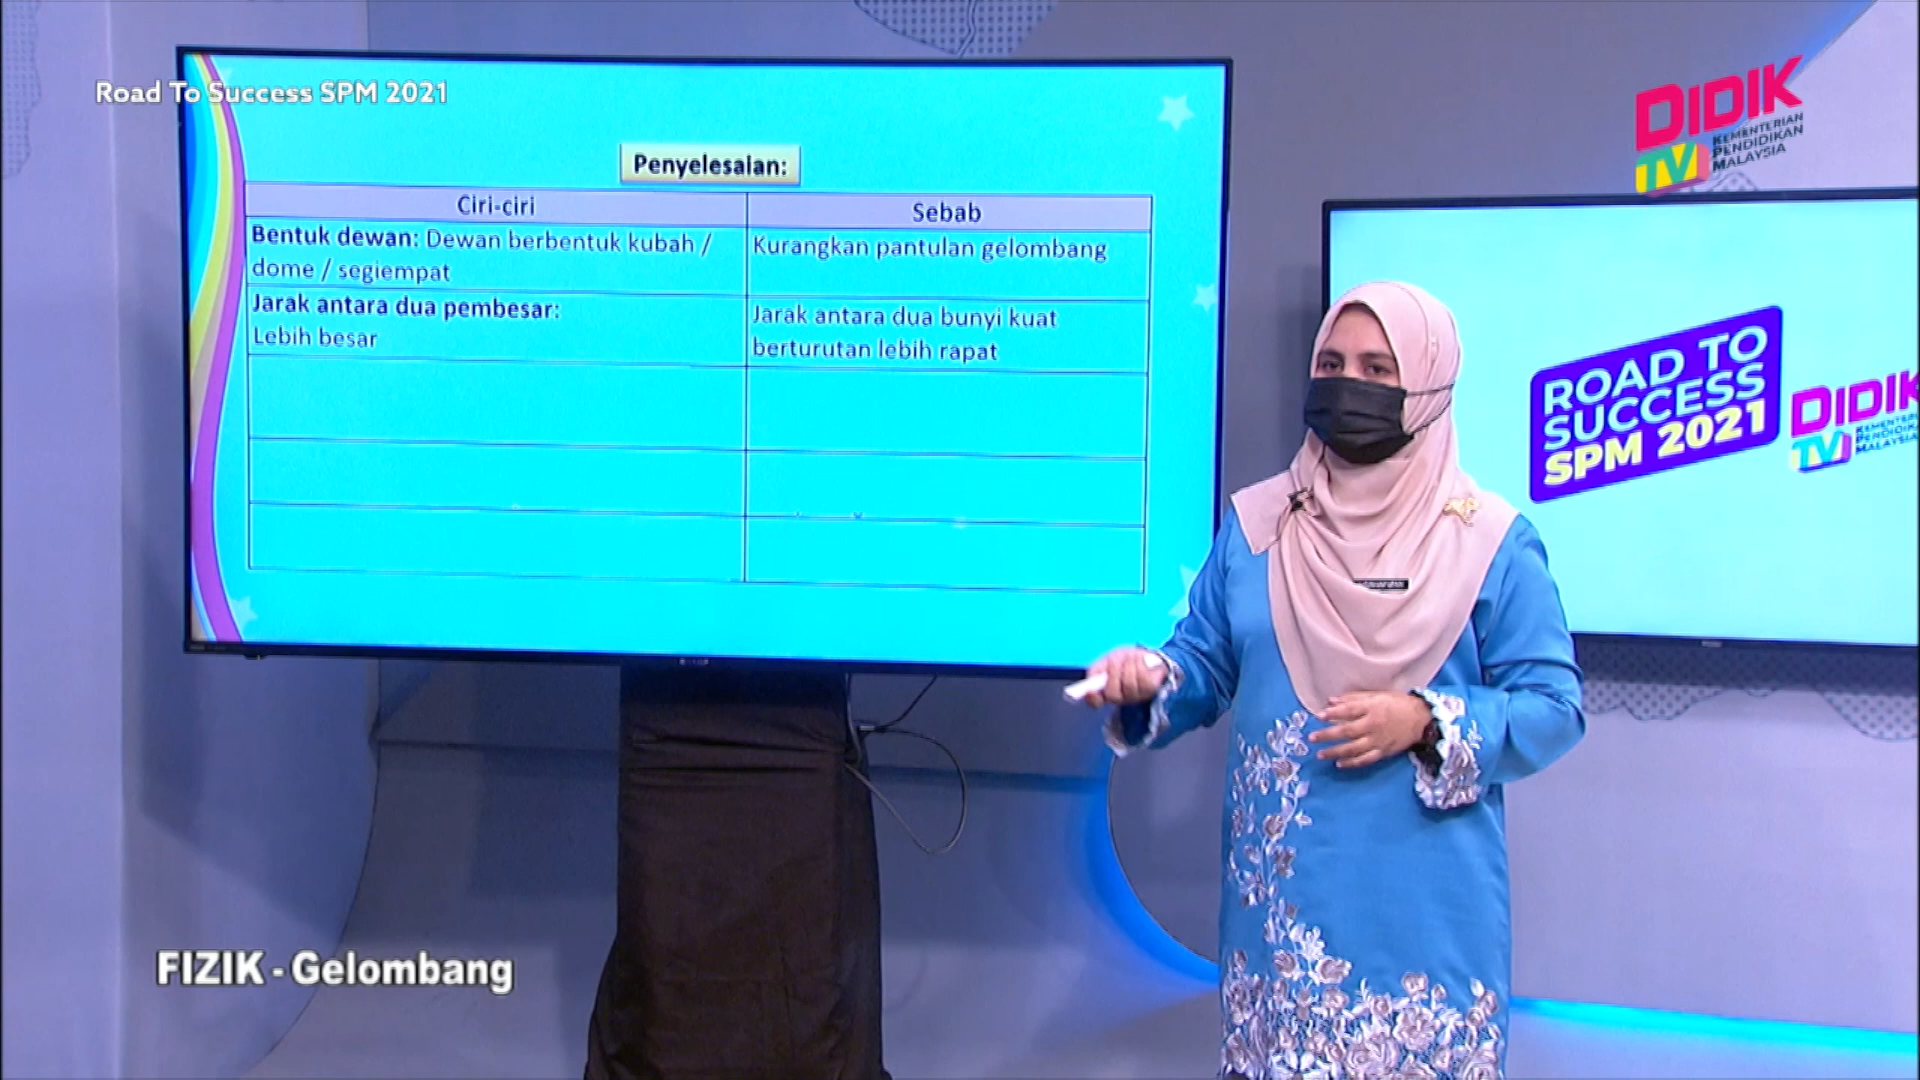 Road To Success SPM 2021
Penyelesaian:
Ciri-ciri
Sebab
Bentuk dewan: Dewan berbentuk kubah /
dome / segiempat
Kurangkan pantulan gelombang
Jarak antara dua pembesar:
Lebih besar
Jarak antara dua bunyi kuat
berturutan lebih rapat
DIDIK
TV
KEMENTERIAN
PENDIDIKAN
MALAYSIA
ROAD TO
SUCCESS
SPM 2021
DIDIK
TV
FIZIK - Gelombang